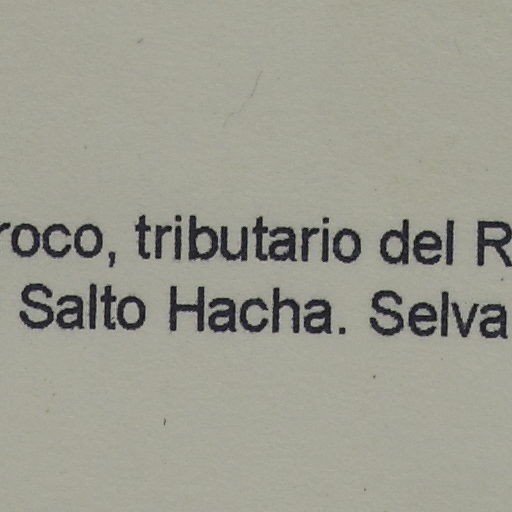 roco, tributario del R
Salto Hacha. Selva